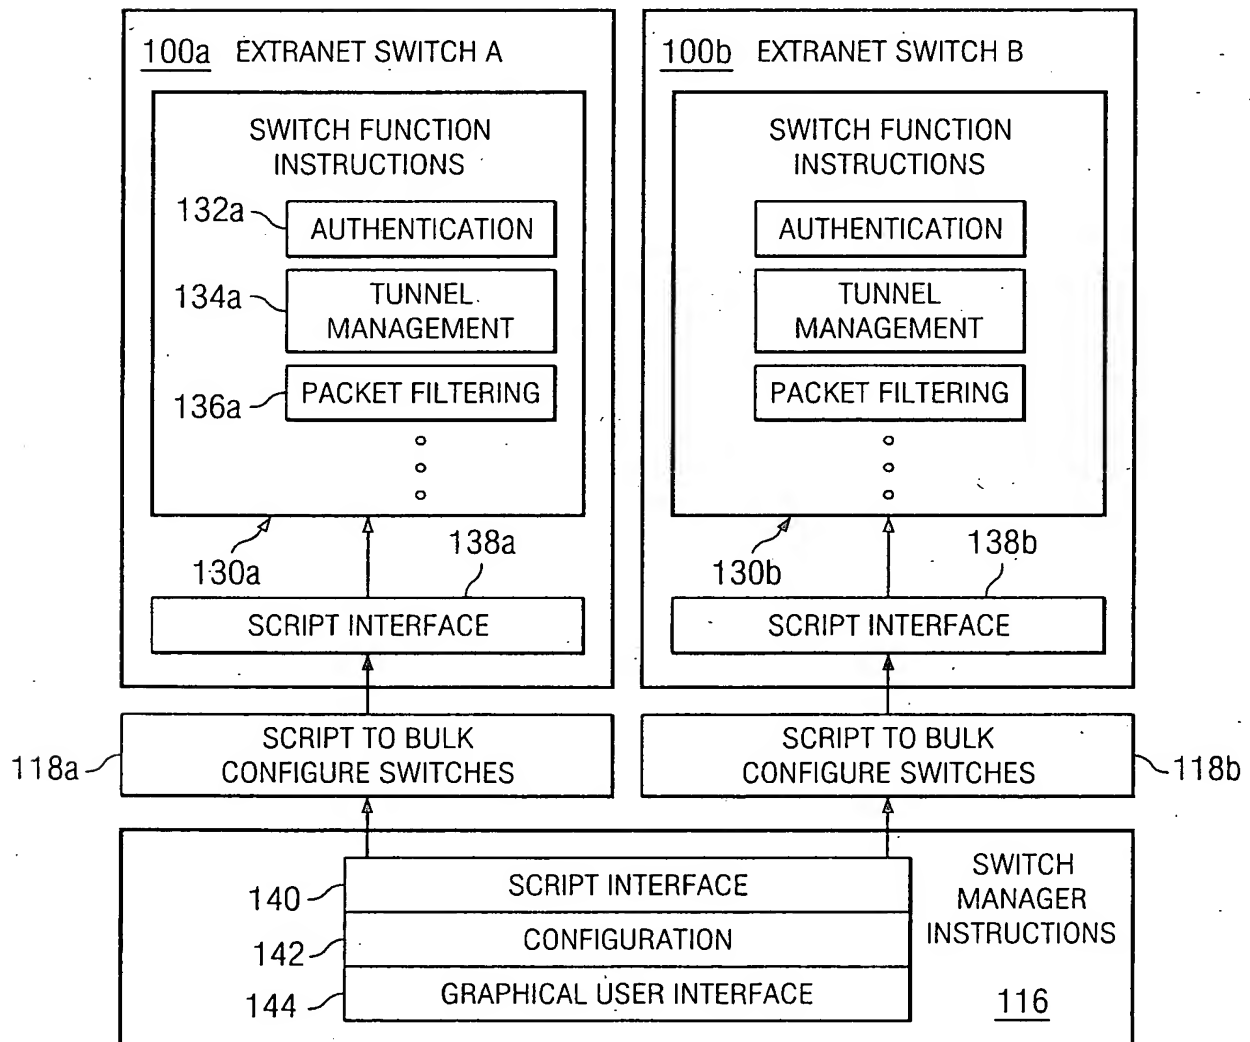 100a EXTRANET SWITCH A
SWITCH FUNCTION
INSTRUCTIONS
132a
AUTHENTICATION
134a
TUNNEL
MANAGEMENT
136a
PACKET FILTERING
130a
138a
SCRIPT INTERFACE
100b EXTRANET SWITCH B
SWITCH FUNCTION
INSTRUCTIONS
AUTHENTICATION
TUNNEL
MANAGEMENT
PACKET FILTERING
130b
138b
SCRIPT INTERFACE
118a
SCRIPT TO BULK
CONFIGURE SWITCHES
SCRIPT TO BULK
CONFIGURE SWITCHES
118b
140
SCRIPT INTERFACE
142
CONFIGURATION
144
GRAPHICAL USER INTERFACE
SWITCH
MANAGER
INSTRUCTIONS
116